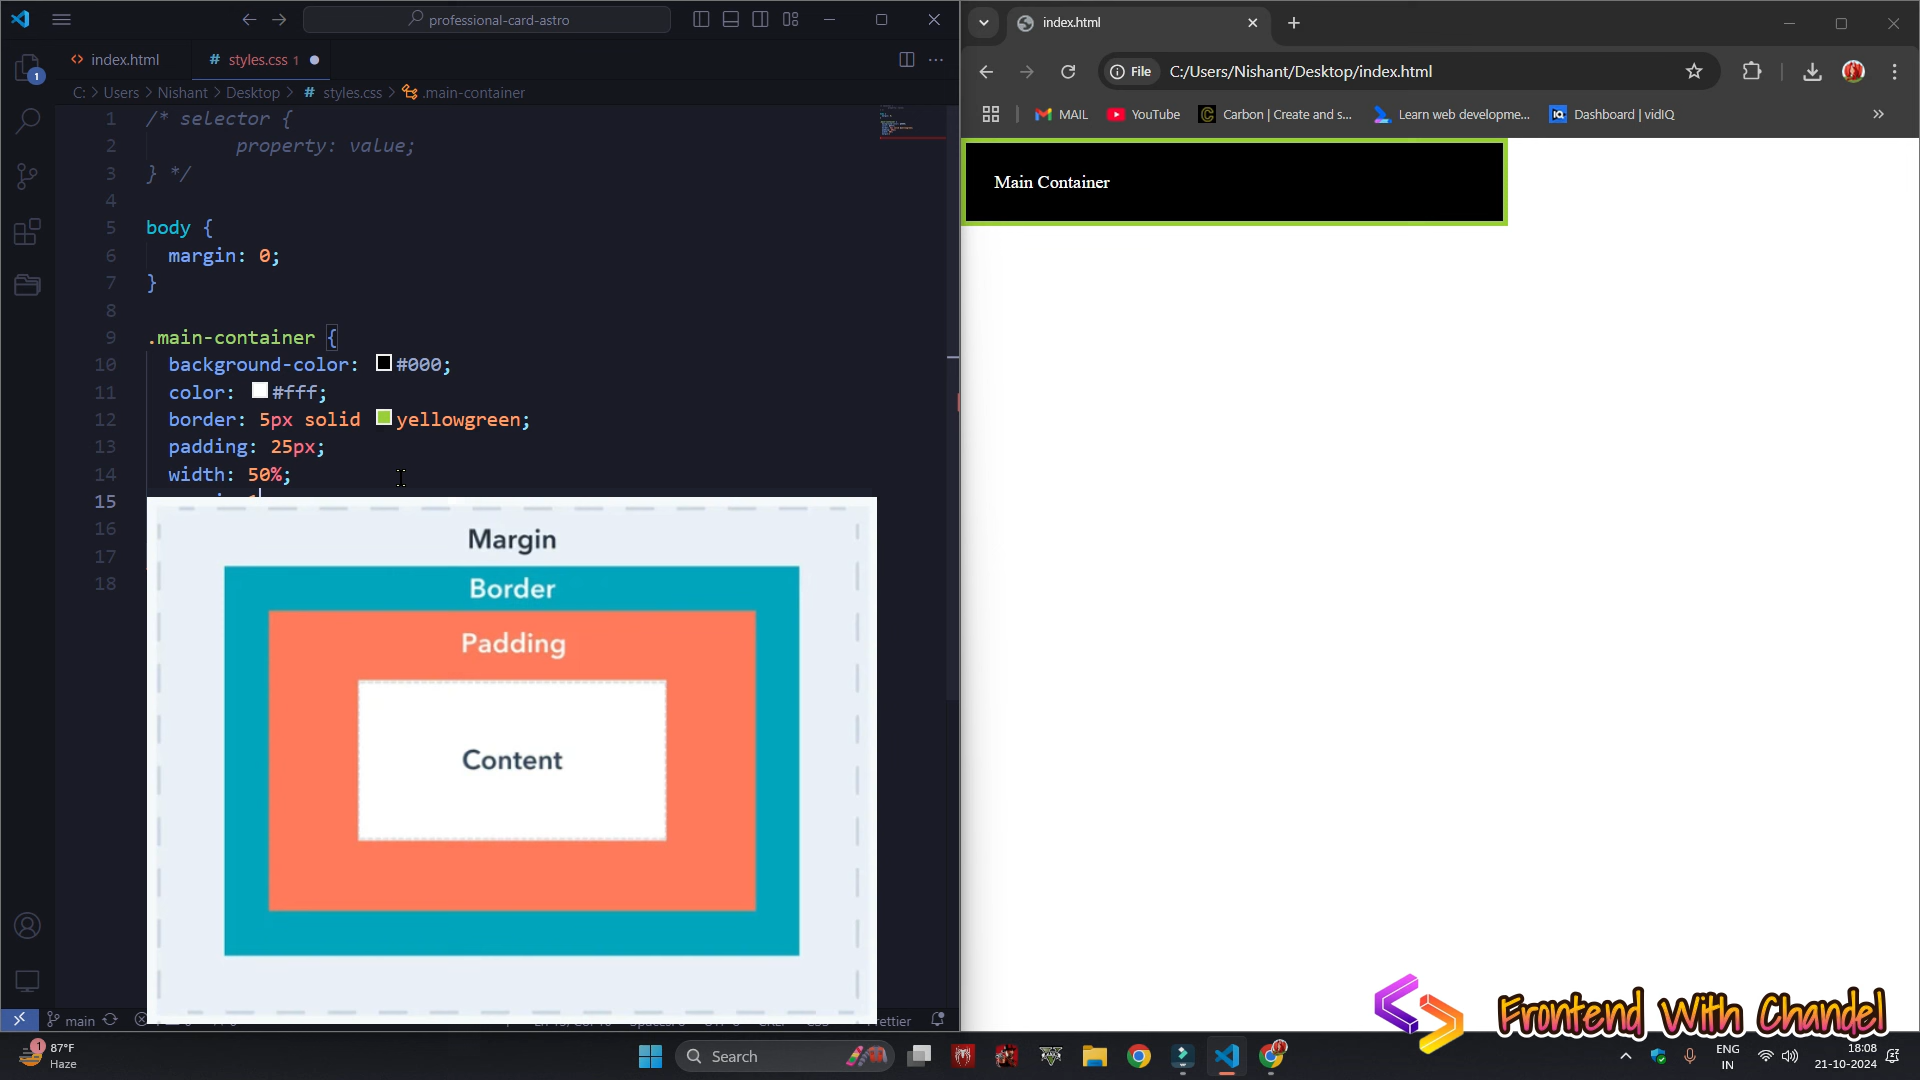 professional-card-astro
index.html
# styles.css 1
C: > Users > Nishant > Desktop > # styles.css > .main-container
1 /* selector {
2 property: value;
3 } */
4
5 body {
6 margin: 0;
7 }
8
9 .main-container {
10 background-color: #000;
11 color: #fff;
12 border: 5px solid yellowgreen;
13 padding: 25px;
14 width: 50%;
15
16
17
18
Margin
Border
Padding
Content
main
index.html
File C:/Users/Nishant/Desktop/index.html
MAIL YouTube Carbon | Create and s... Learn web developme... Dashboard | vidIQ
Main Container
Frontend With Chandel
1
87°F
Haze
Search
ENG
IN
18:08
21-10-2024